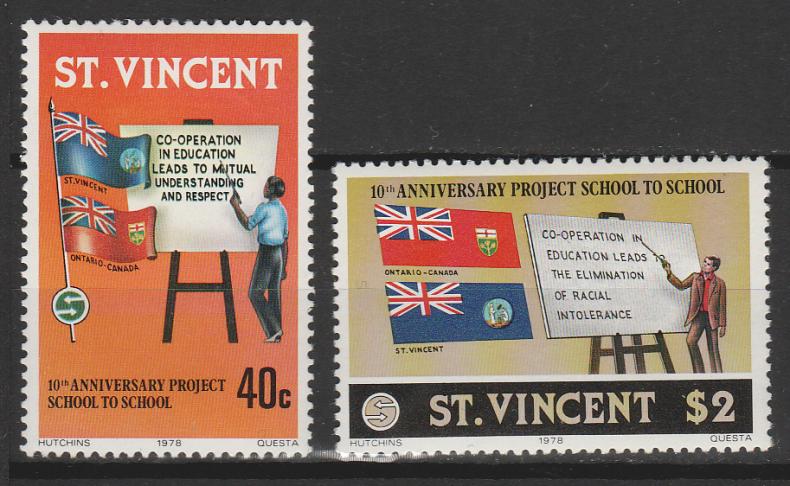 ST. VINCENT
CO-OPERATION
IN EDUCATION
LEADS TO MUTUAL
UNDERSTANDING
AND RESPECT
ST. VINCENT
ONTARIO-CANADA
10th ANNIVERSARY PROJECT
SCHOOL TO SCHOOL
40c
HUTCHINS 1978 QUESTA
10th ANNIVERSARY PROJECT SCHOOL TO SCHOOL
ONTARIO-CANADA
ST. VINCENT
CO-OPERATION IN
EDUCATION LEADS TO
THE ELIMINATION
OF RACIAL
INTOLERANCE
ST. VINCENT $2
HUTCHINS 1978 QUESTA